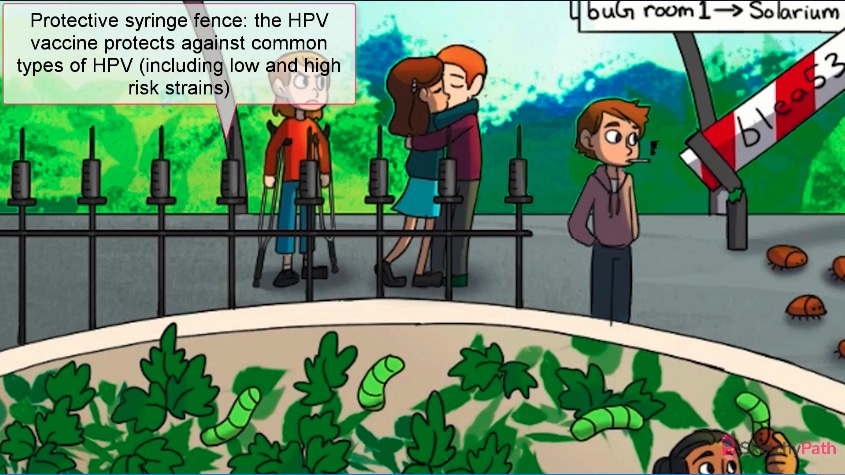 Protective syringe fence: the HPV
vaccine protects against common
types of HPV (including low and high
risk strains)
buG room 1→ Solarium
blea53
SketchyPath